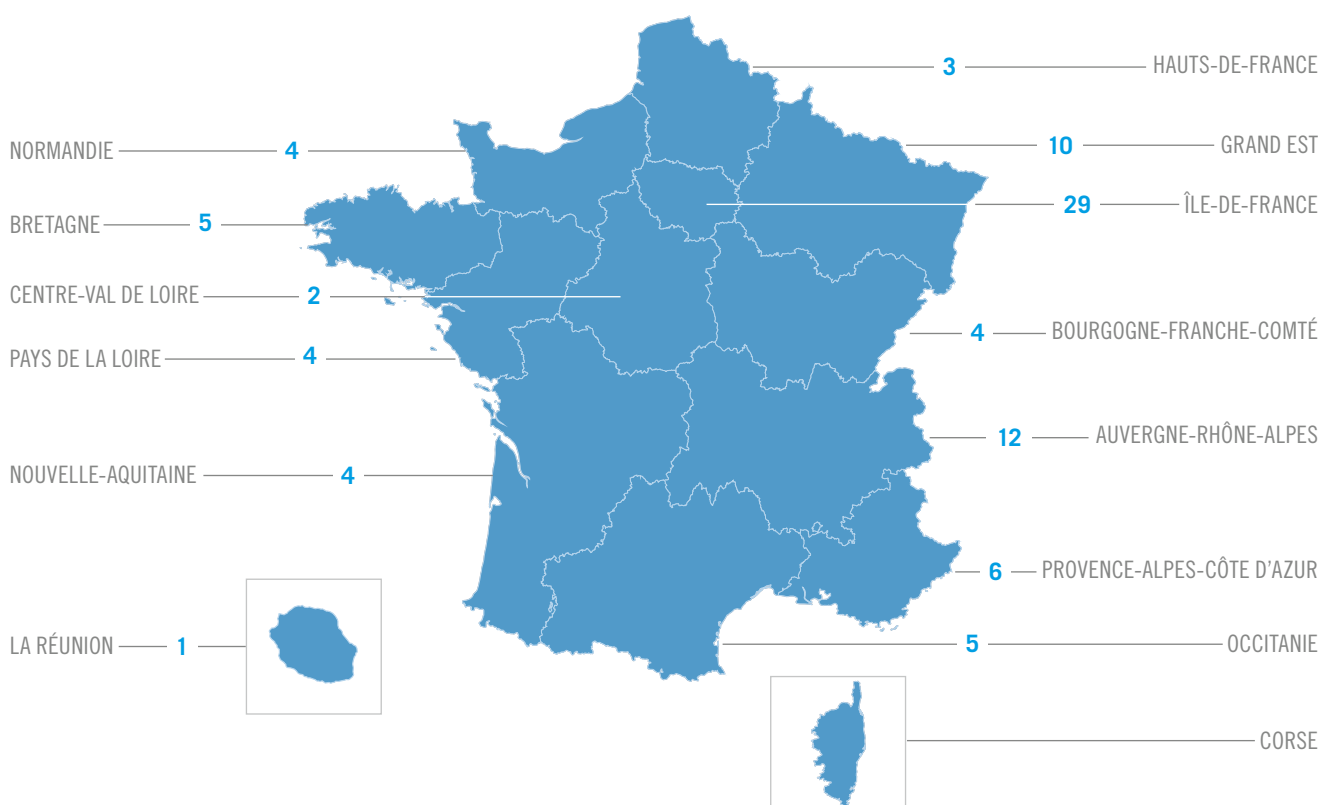 3 HAUTS-DE-FRANCE
NORMANDIE 4
10 GRAND EST
29 ÎLE-DE-FRANCE
BRETAGNE 5
CENTRE-VAL DE LOIRE 2
4 BOURGOGNE-FRANCHE-COMTÉ
PAYS DE LA LOIRE 4
12 AUVERGNE-RHÔNE-ALPES
NOUVELLE-AQUITAINE 4
6 PROVENCE-ALPES-CÔTE D'AZUR
LA RÉUNION 1
5 OCCITANIE
CORSE